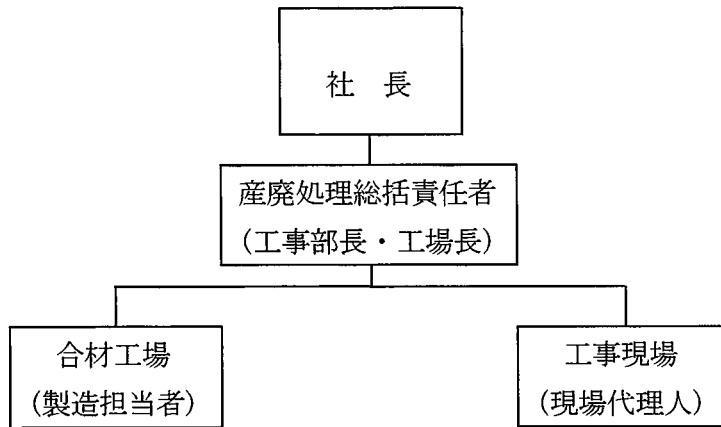 社　長
産廃処理総括責任者
（工事部長・工場長）
合材工場
（製造担当者）
工事現場
（現場代理人）